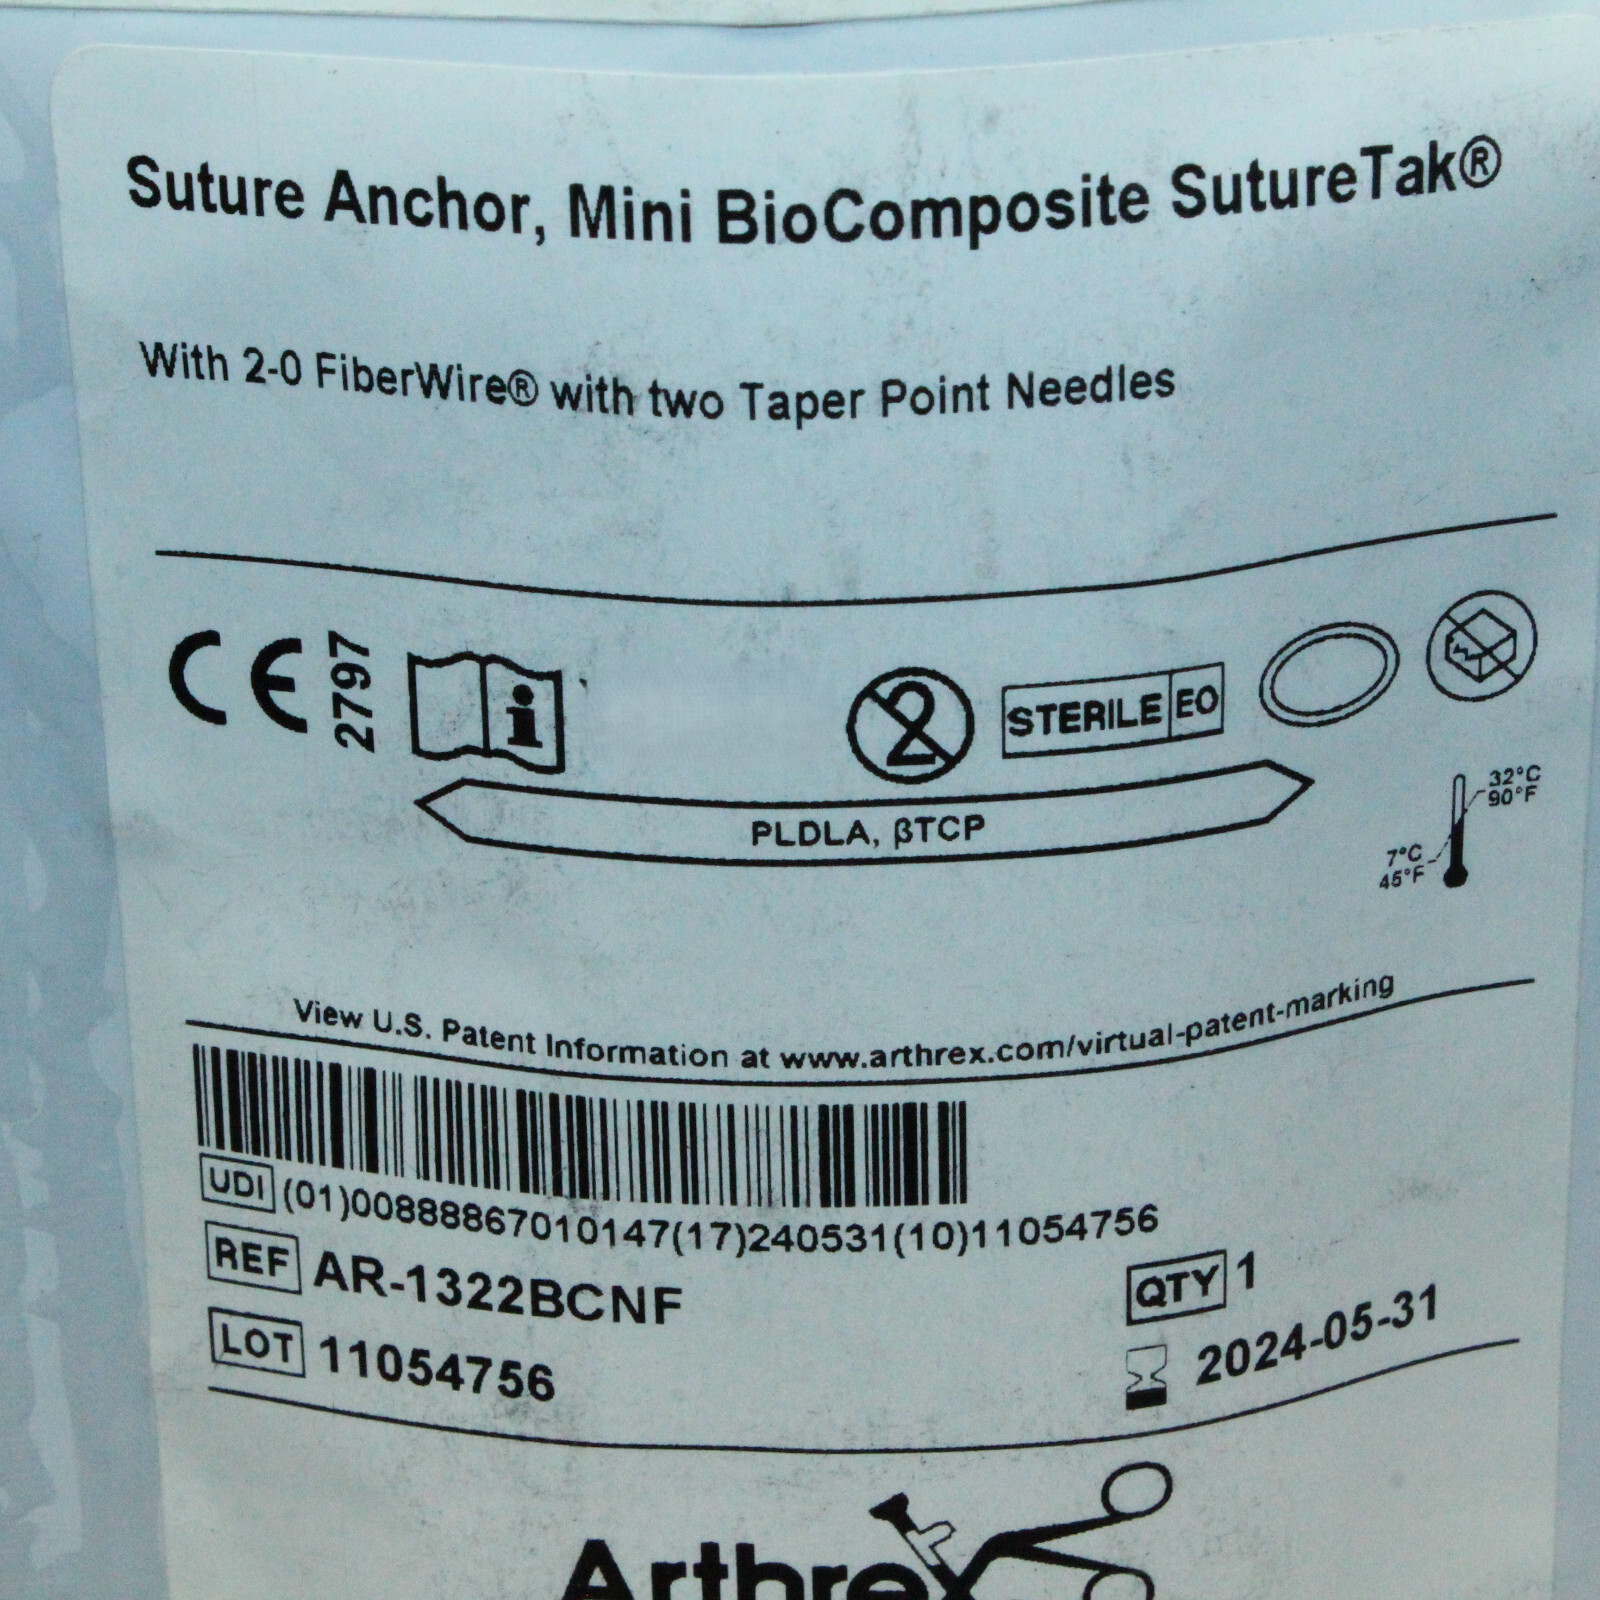 Suture Anchor, Mini BioComposite SutureTak®
With 2-0 FiberWire® with two Taper Point Needles
CE 2797
i
2
STERILE EO
PLDLA, βTCP
32°C
90°F
7°C
45°F
View U.S. Patent Information at www.arthrex.com/virtual-patent-marking
UDI (01)00888867010147(17)240531(10)11054756
REF AR-1322BCNF
QTY 1
LOT 11054756
2024-05-31
Arthrex